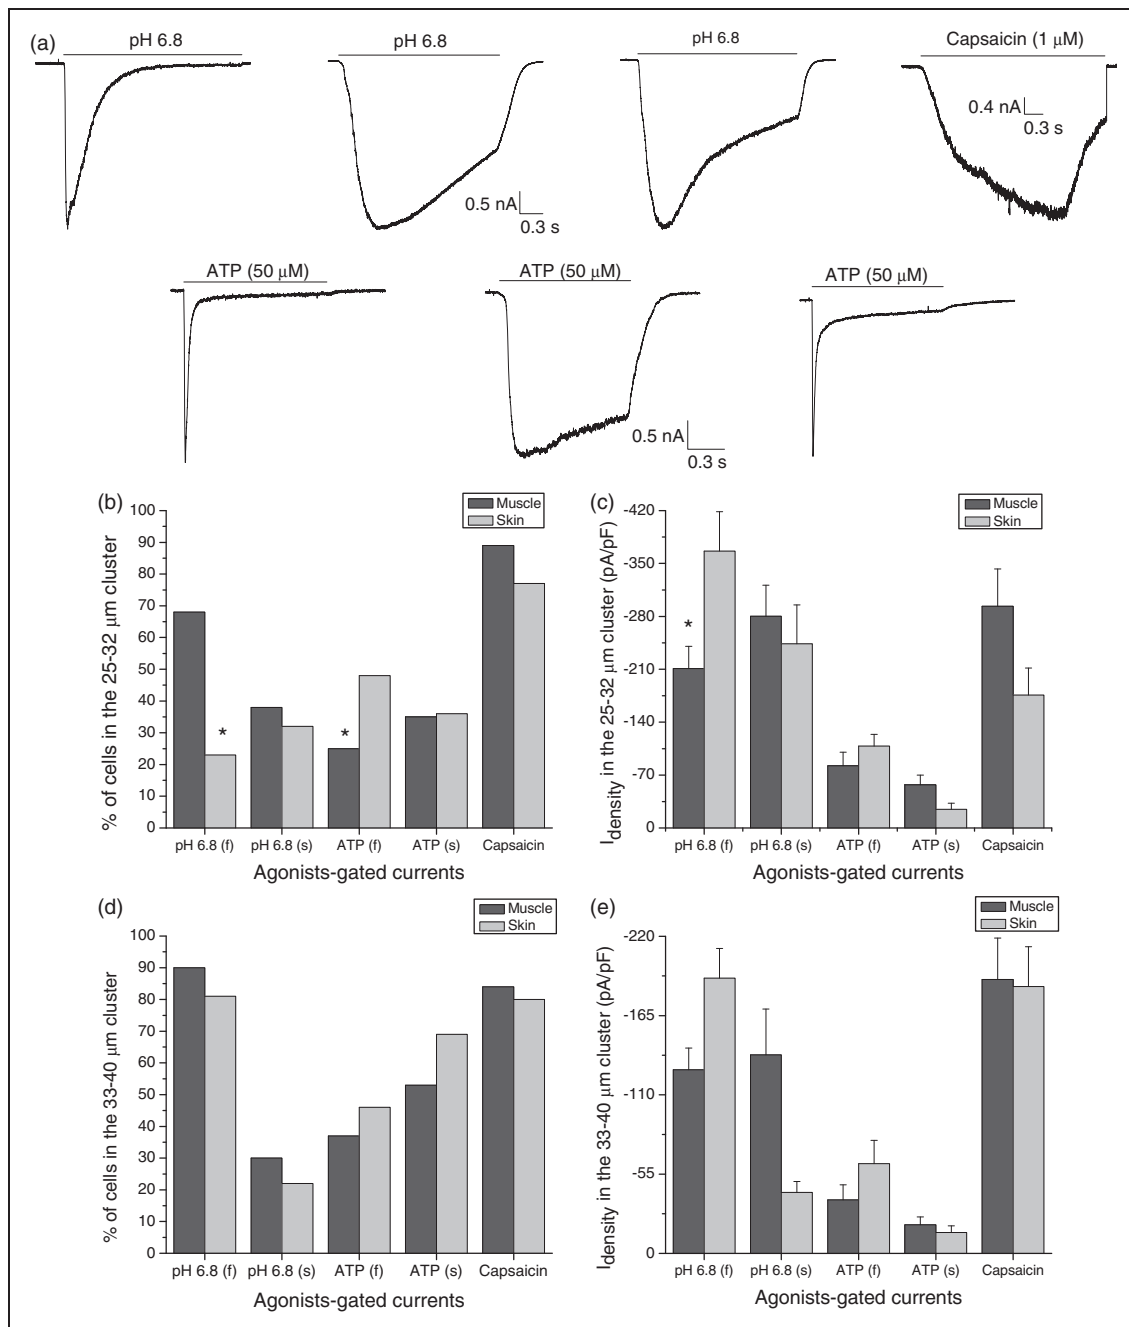 (a)
pH 6.8
pH 6.8
pH 6.8
Capsaicin (1 μM)
0.4 nA
0.3 s
0.5 nA
0.3 s
ATP (50 μM)
ATP (50 μM)
ATP (50 μM)
0.5 nA
0.3 s
(b)
Muscle
Skin
100
90
80
70
60
50
40
30
20
10
0
% of cells in the 25-32 μm cluster
*
*
pH 6.8 (f)
pH 6.8 (s)
ATP (f)
ATP (s)
Capsaicin
Agonists-gated currents
(c)
Muscle
Skin
-420
-350
-280
-210
-140
-70
0
Idensity in the 25-32 μm cluster (pA/pF)
*
pH 6.8 (f)
pH 6.8 (s)
ATP (f)
ATP (s)
Capsaicin
Agonists-gated currents
(d)
Muscle
Skin
100
90
80
70
60
50
40
30
20
10
0
% of cells in the 33-40 μm cluster
pH 6.8 (f)
pH 6.8 (s)
ATP (f)
ATP (s)
Capsaicin
Agonists-gated currents
(e)
Muscle
Skin
-220
-165
-110
-55
0
Idensity in the 33-40 μm cluster (pA/pF)
pH 6.8 (f)
pH 6.8 (s)
ATP (f)
ATP (s)
Capsaicin
Agonists-gated currents